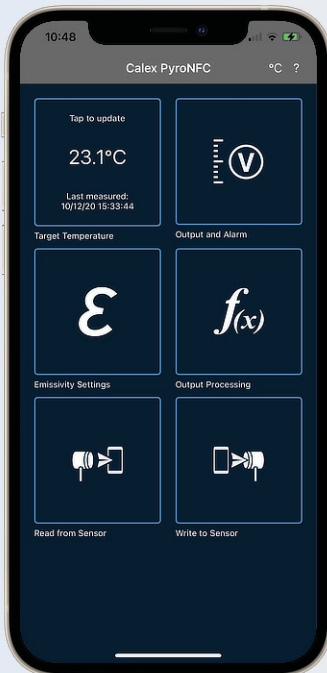 10:48
Calex PyroNFC °C ?
Tap to update
23.1°C
Last measured:
10/12/20 15:33:44
V
Target Temperature Output and Alarm
ε f(x)
Emissivity Settings Output Processing
Read from Sensor Write to Sensor